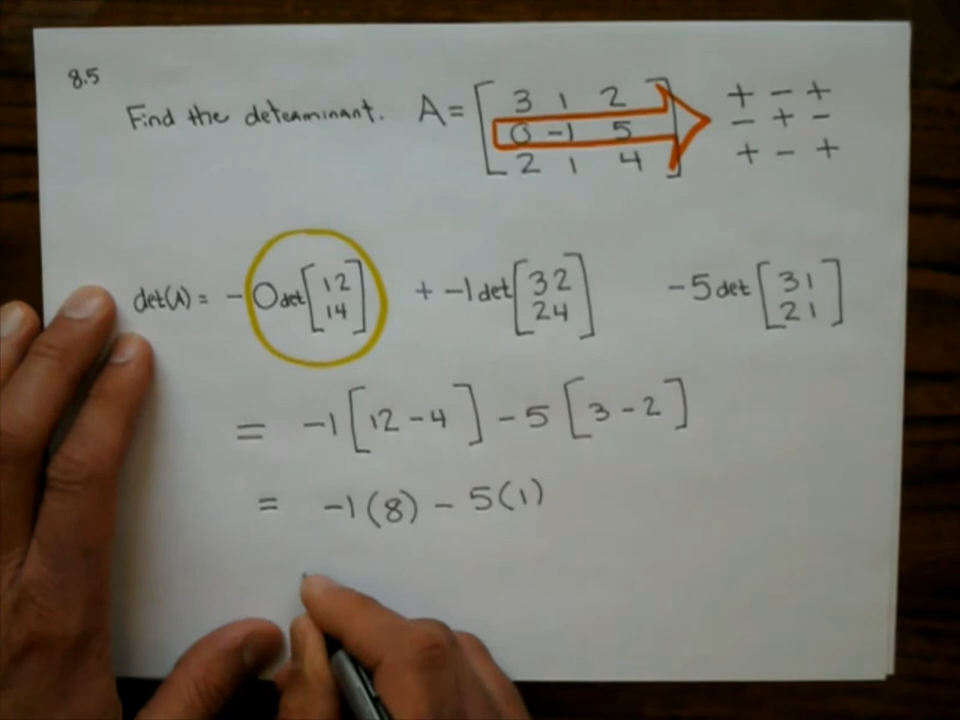 8.5
Find the determinant. A = [ 3 1 2
+ - +
0 -1 5
- + -
2 1 4 ]
+ - +
det(A) = - 0 det [ 1 2 + -1 det [ 3 2 - 5 det [ 3 1
1 4 ] 2 4 ] 2 1 ]
= -1 [ 12 - 4 ] - 5 [ 3 - 2 ]
= -1 (8) - 5 (1)